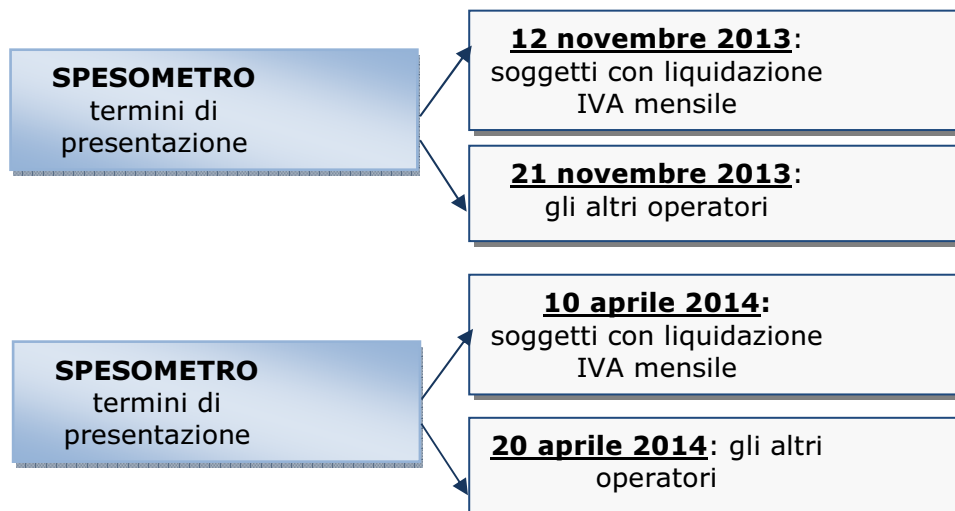 SPESOMETRO
termini di
presentazione
12 novembre 2013:
soggetti con liquidazione
IVA mensile
21 novembre 2013:
gli altri operatori
SPESOMETRO
termini di
presentazione
10 aprile 2014:
soggetti con liquidazione
IVA mensile
20 aprile 2014: gli altri
operatori